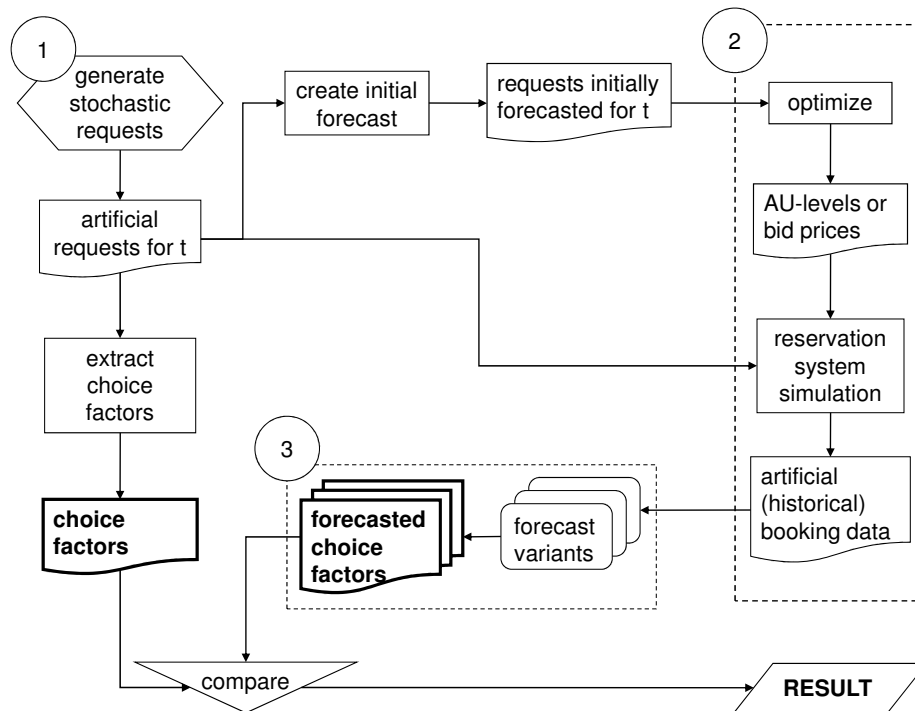 1
generate
stochastic
requests
create initial
forecast
requests initially
forecasted for t
2
optimize
artificial
requests for t
AU-levels or
bid prices
extract
choice
factors
reservation
system
simulation
3
choice
factors
forecasted
choice
factors
forecast
variants
artificial
(historical)
booking data
compare
RESULT